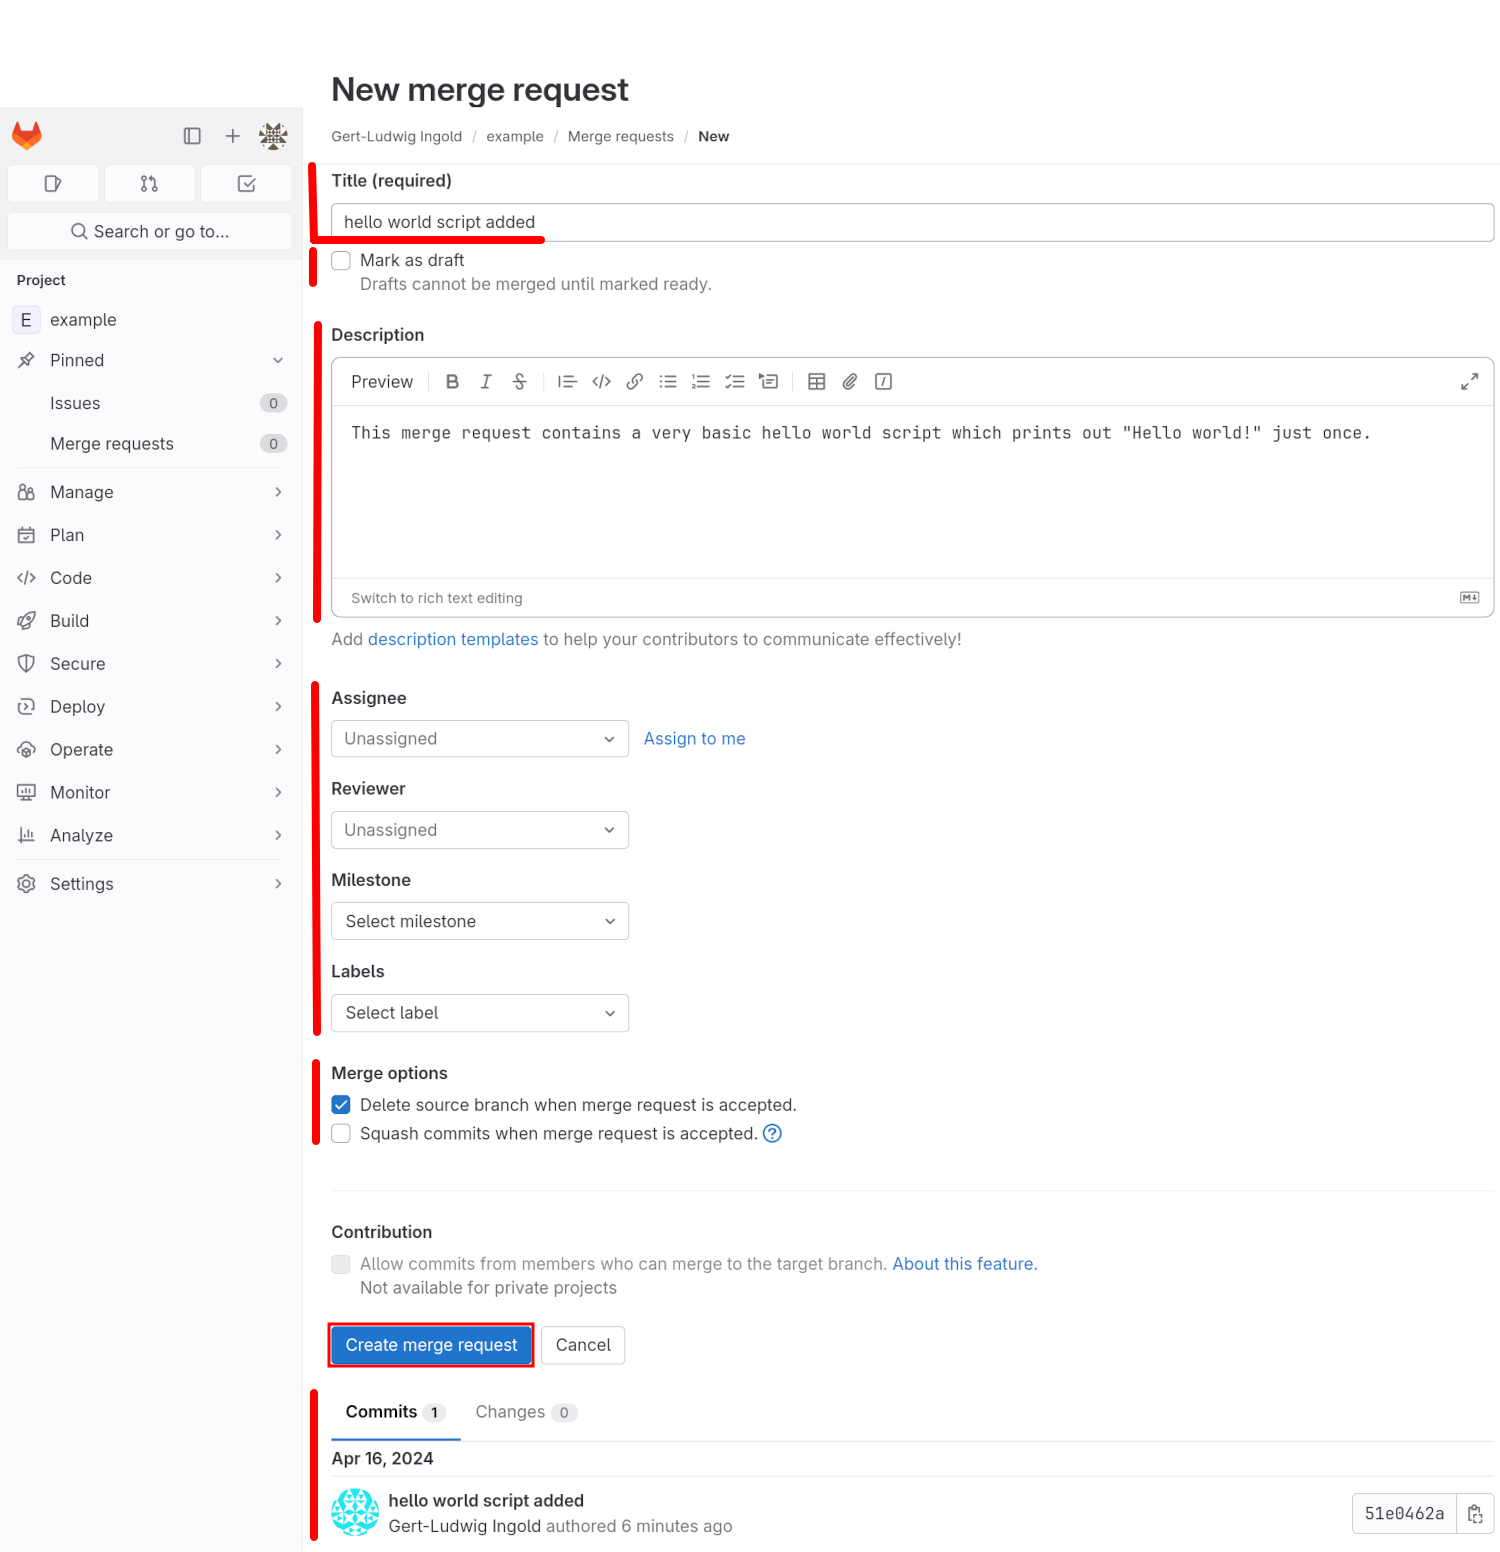 New merge request
Gert-Ludwig Ingold / example / Merge requests / New
Search or go to...
Project
E example
Pinned
Issues 0
Merge requests 0
Manage
Plan
Code
Build
Secure
Deploy
Operate
Monitor
Analyze
Settings
Title (required)
hello world script added
Mark as draft
Drafts cannot be merged until marked ready.
Description
Preview
This merge request contains a very basic hello world script which prints out "Hello world!" just once.
Switch to rich text editing
Add description templates to help your contributors to communicate effectively!
Assignee
Unassigned Assign to me
Reviewer
Unassigned
Milestone
Select milestone
Labels
Select label
Merge options
Delete source branch when merge request is accepted.
Squash commits when merge request is accepted.
Contribution
Allow commits from members who can merge to the target branch. About this feature.
Not available for private projects
Create merge request Cancel
Commits 1 Changes 0
Apr 16, 2024
hello world script added
Gert-Ludwig Ingold authored 6 minutes ago
51e0462a